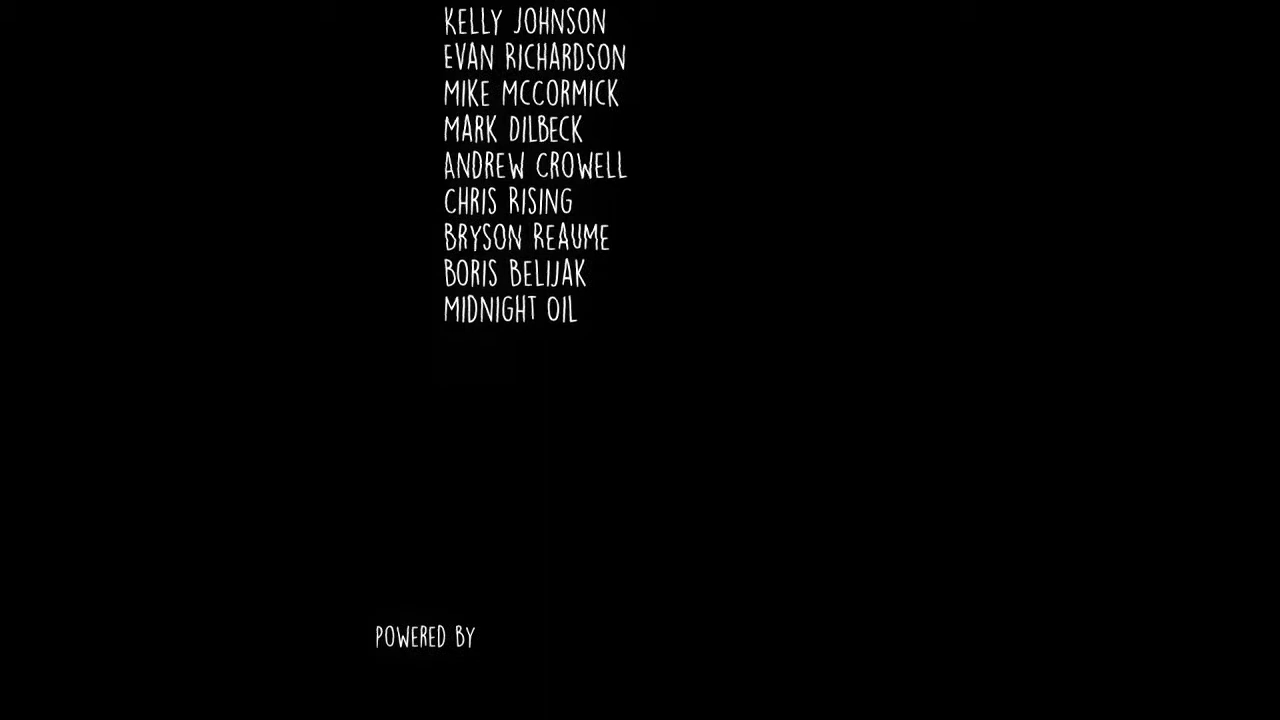 KELLY JOHNSON
EVAN RICHARDSON
MIKE MCCORMICK
MARK DILBECK
ANDREW CROWELL
CHRIS RISING
BRYSON REAUME
BORIS BELIJAK
MIDNIGHT OIL
POWERED BY